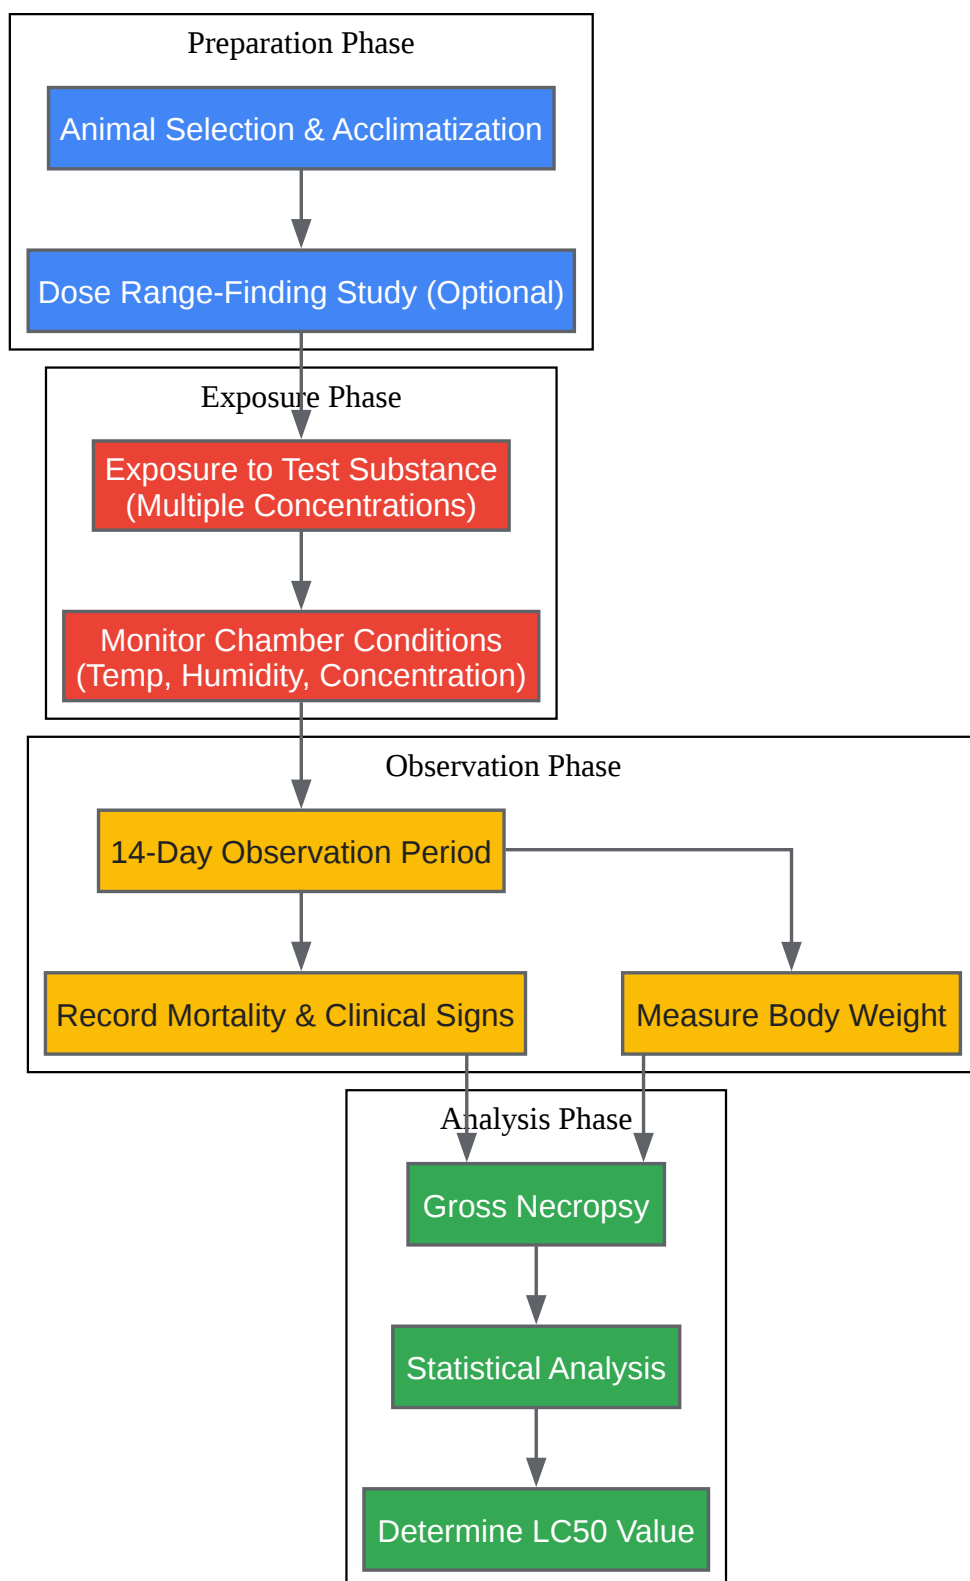 Preparation Phase
Animal Selection & Acclimatization
Dose Range-Finding Study (Optional)
Exposure Phase
Exposure to Test Substance
(Multiple Concentrations)
Monitor Chamber Conditions
(Temp, Humidity, Concentration)
Observation Phase
14-Day Observation Period
Record Mortality & Clinical Signs
Measure Body Weight
Analysis Phase
Gross Necropsy
Statistical Analysis
Determine LC50 Value